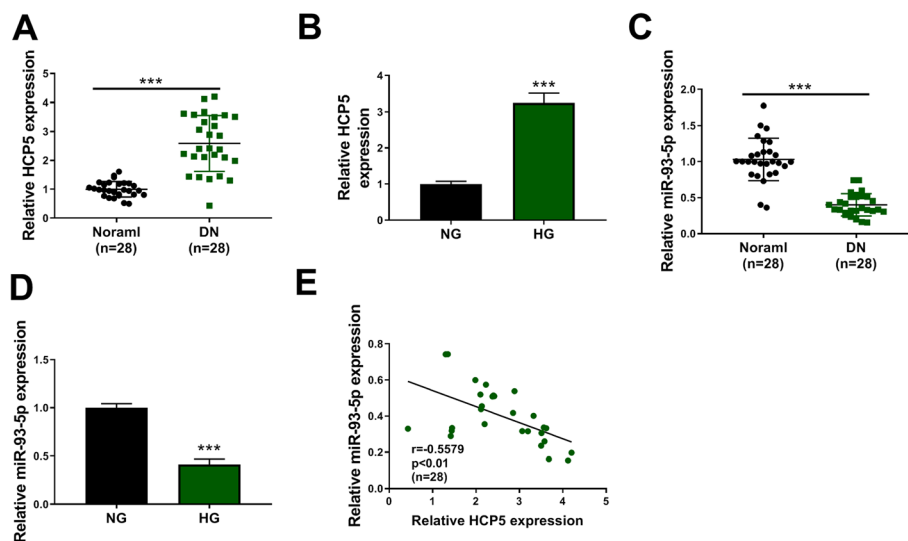 A
Relative HCP5 expression
5
4
3
2
1
0
***
Noraml
(n=28)
DN
(n=28)
B
Relative HCP5
expression
4
3
2
1
0
***
NG
HG
C
Relative miR-93-5p expression
2.0
1.5
1.0
0.5
0.0
***
Noraml
(n=28)
DN
(n=28)
D
Relative miR-93-5p expression
1.5
1.0
0.5
0.0
***
NG
HG
E
Relative miR-93-5p expression
0.8
0.6
0.4
0.2
0.0
r=-0.5579
p<0.01
(n=28)
0
1
2
3
4
5
Relative HCP5 expression